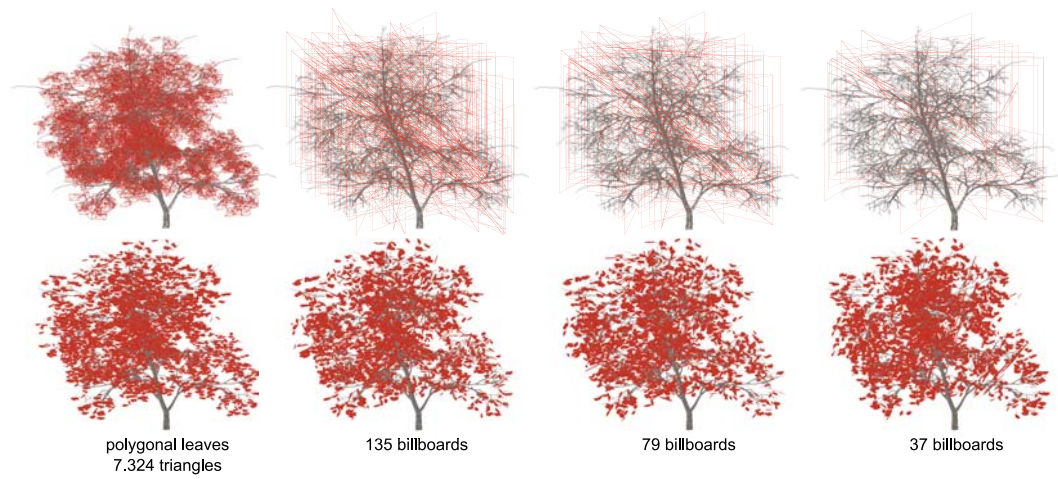 polygonal leaves
7.324 triangles
135 billboards
79 billboards
37 billboards